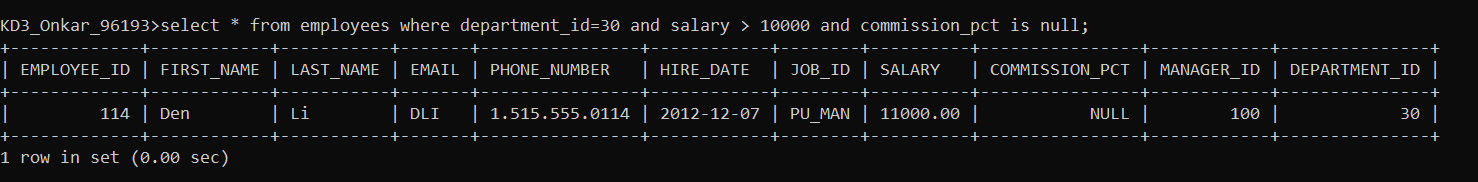 KD3_Onkar_96193>select * from employees where department_id=30 and salary > 10000 and commission_pct is null;
+-------------+------------+-----------+-------+----------------+------------+--------+----------+----------------+------------+---------------+
| EMPLOYEE_ID | FIRST_NAME | LAST_NAME | EMAIL | PHONE_NUMBER   | HIRE_DATE  | JOB_ID | SALARY   | COMMISSION_PCT | MANAGER_ID | DEPARTMENT_ID |
+-------------+------------+-----------+-------+----------------+------------+--------+----------+----------------+------------+---------------+
|         114 | Den        | Li        | DLI   | 1.515.555.0114 | 2012-12-07 | PU_MAN | 11000.00 |           NULL |        100 |            30 |
+-------------+------------+-----------+-------+----------------+------------+--------+----------+----------------+------------+---------------+
1 row in set (0.00 sec)